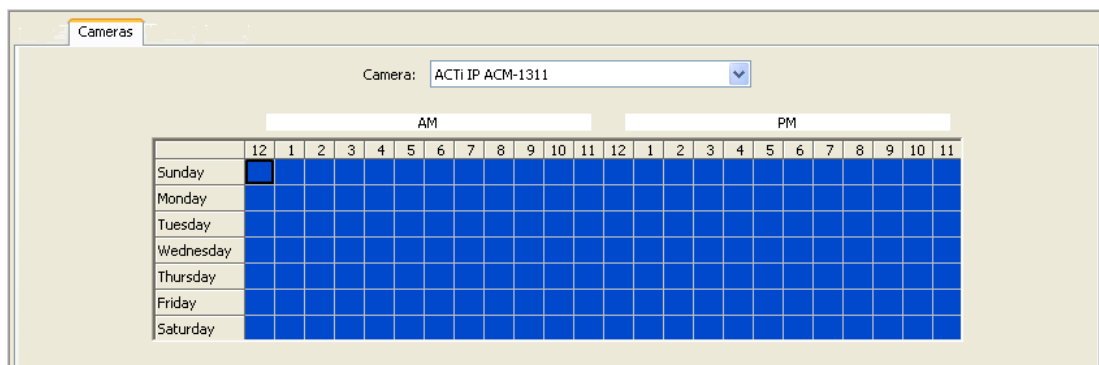 Cameras
Camera: ACTi IP ACM-1311
AM PM
12 1 2 3 4 5 6 7 8 9 10 11 12 1 2 3 4 5 6 7 8 9 10 11
Sunday
Monday
Tuesday
Wednesday
Thursday
Friday
Saturday